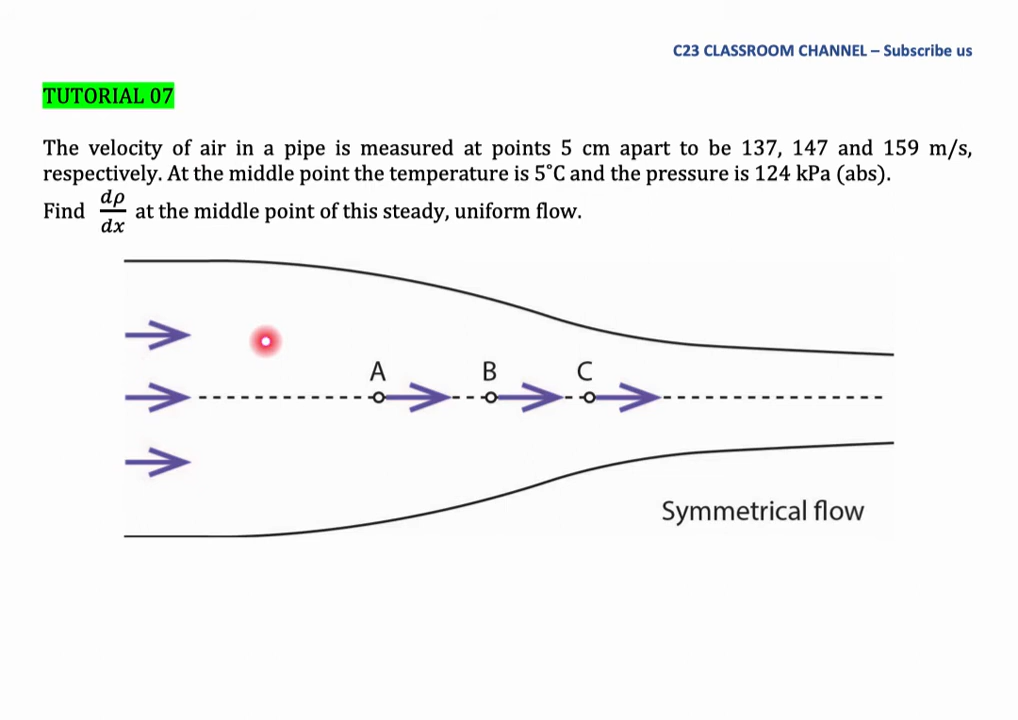 C23 CLASSROOM CHANNEL – Subscribe us
TUTORIAL 07
The velocity of air in a pipe is measured at points 5 cm apart to be 137, 147 and 159 m/s,
respectively. At the middle point the temperature is 5˚C and the pressure is 124 kPa (abs).
Find dρ/dx at the middle point of this steady, uniform flow.
A B C
Symmetrical flow